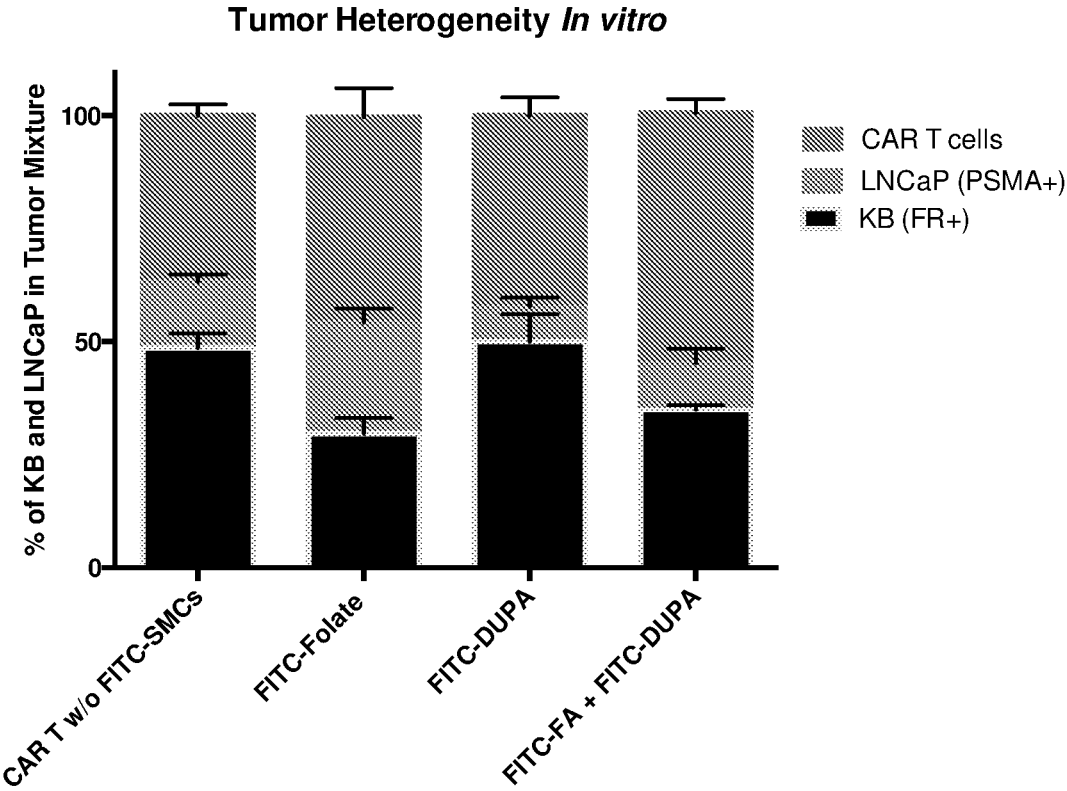 Tumor Heterogeneity In vitro
% of KB and LNCaP in Tumor Mixture
100
50
0
CAR T cells
LNCaP (PSMA+)
KB (FR+)
CAR T w/o FITC-SMCs
FITC-Folate
FITC-DUPA
FITC-FA + FITC-DUPA